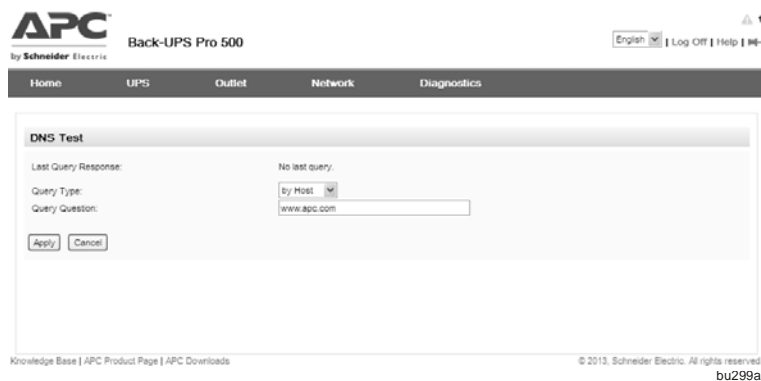 APC
by Schneider Electric
Back-UPS Pro 500
English | Log Off | Help |
Home UPS Outlet Network Diagnostics
DNS Test
Last Query Response: No last query.
Query Type: by Host
Query Question: www.apc.com
Apply Cancel
Knowledge Base | APC Product Page | APC Downloads © 2013, Schneider Electric. All rights reserved
bu299a